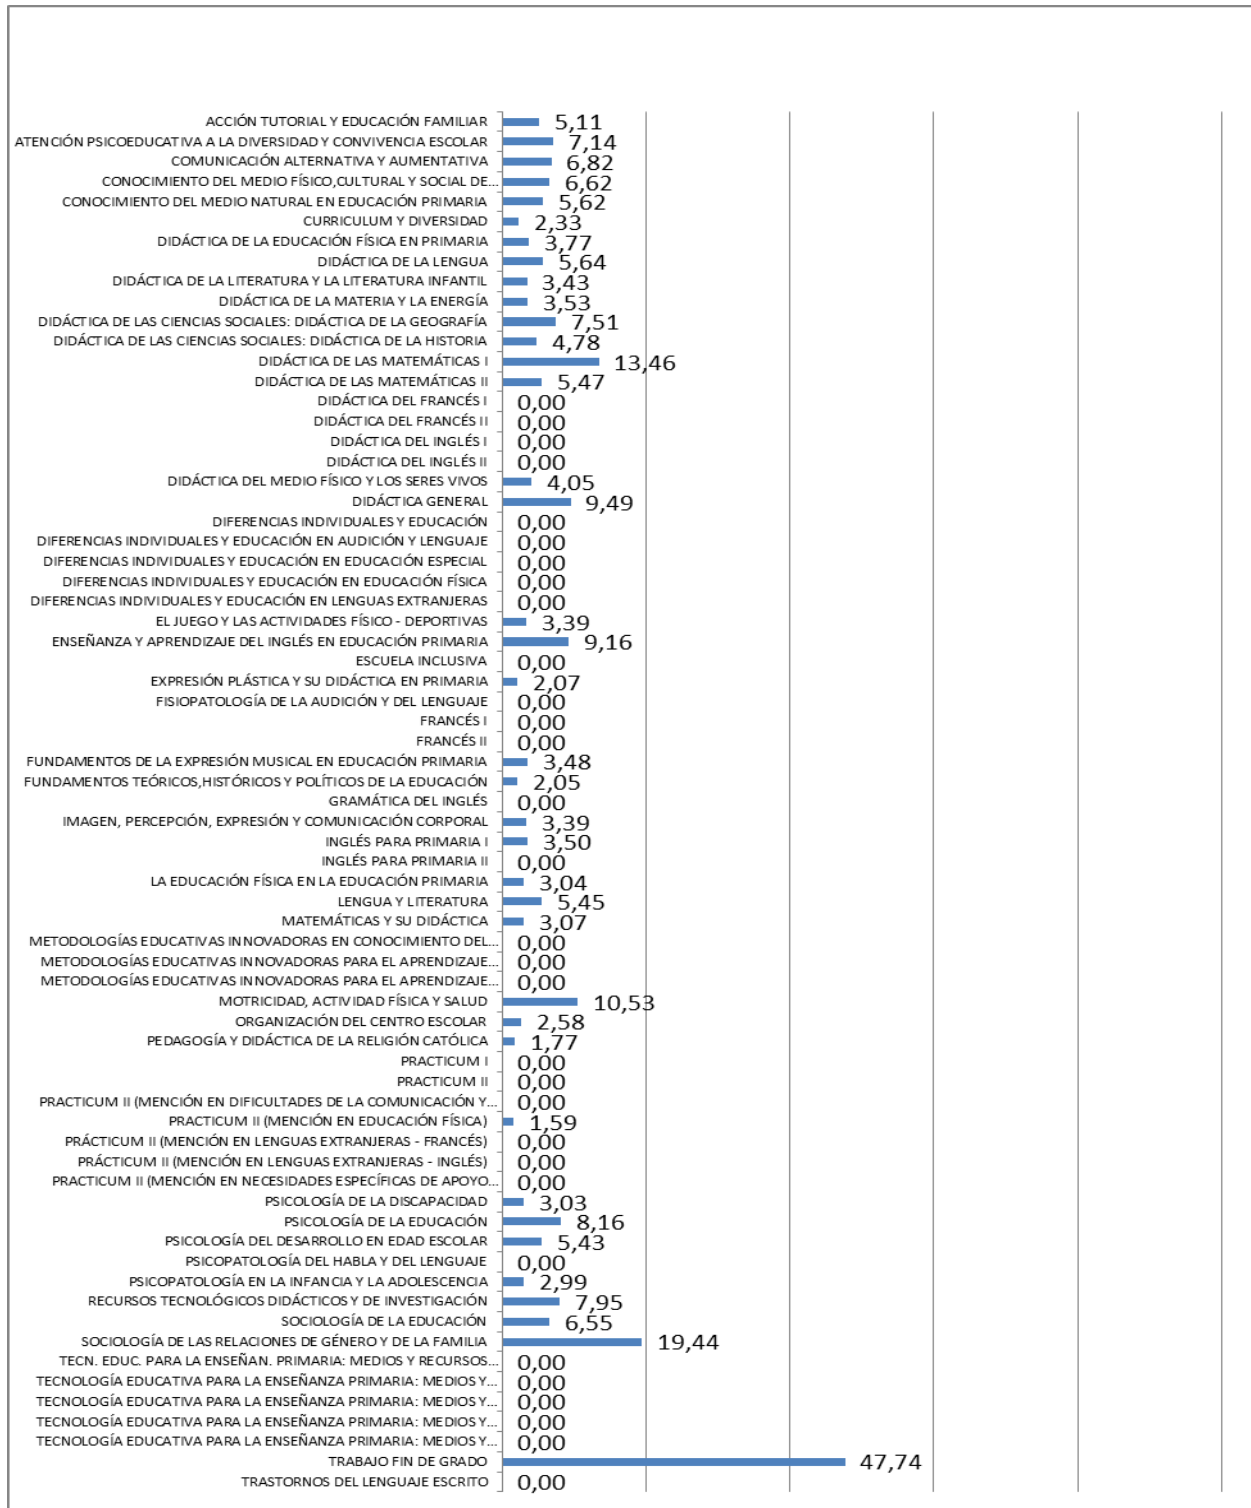 ACCIÓN TUTORIAL Y EDUCACIÓN FAMILIAR 5,11
ATENCIÓN PSICOEDUCATIVA A LA DIVERSIDAD Y CONVIVENCIA ESCOLAR 7,14
COMUNICACIÓN ALTERNATIVA Y AUMENTATIVA 6,82
CONOCIMIENTO DEL MEDIO FÍSICO,CULTURAL Y SOCIAL DE... 6,62
CONOCIMIENTO DEL MEDIO NATURAL EN EDUCACIÓN PRIMARIA 5,62
CURRICULUM Y DIVERSIDAD 2,33
DIDÁCTICA DE LA EDUCACIÓN FÍSICA EN PRIMARIA 3,77
DIDÁCTICA DE LA LENGUA 5,64
DIDÁCTICA DE LA LITERATURA Y LA LITERATURA INFANTIL 3,43
DIDÁCTICA DE LA MATERIA Y LA ENERGÍA 3,53
DIDÁCTICA DE LAS CIENCIAS SOCIALES: DIDÁCTICA DE LA GEOGRAFÍA 7,51
DIDÁCTICA DE LAS CIENCIAS SOCIALES: DIDÁCTICA DE LA HISTORIA 4,78
DIDÁCTICA DE LAS MATEMÁTICAS I 13,46
DIDÁCTICA DE LAS MATEMÁTICAS II 5,47
DIDÁCTICA DEL FRANCÉS I 0,00
DIDÁCTICA DEL FRANCÉS II 0,00
DIDÁCTICA DEL INGLÉS I 0,00
DIDÁCTICA DEL INGLÉS II 0,00
DIDÁCTICA DEL MEDIO FÍSICO Y LOS SERES VIVOS 4,05
DIDÁCTICA GENERAL 9,49
DIFERENCIAS INDIVIDUALES Y EDUCACIÓN 0,00
DIFERENCIAS INDIVIDUALES Y EDUCACIÓN EN AUDICIÓN Y LENGUAJE 0,00
DIFERENCIAS INDIVIDUALES Y EDUCACIÓN EN EDUCACIÓN ESPECIAL 0,00
DIFERENCIAS INDIVIDUALES Y EDUCACIÓN EN EDUCACIÓN FÍSICA 0,00
DIFERENCIAS INDIVIDUALES Y EDUCACIÓN EN LENGUAS EXTRANJERAS 0,00
EL JUEGO Y LAS ACTIVIDADES FÍSICO - DEPORTIVAS 3,39
ENSEÑANZA Y APRENDIZAJE DEL INGLÉS EN EDUCACIÓN PRIMARIA 9,16
ESCUELA INCLUSIVA 0,00
EXPRESIÓN PLÁSTICA Y SU DIDÁCTICA EN PRIMARIA 2,07
FISIOPATOLOGÍA DE LA AUDICIÓN Y DEL LENGUAJE 0,00
FRANCÉS I 0,00
FRANCÉS II 0,00
FUNDAMENTOS DE LA EXPRESIÓN MUSICAL EN EDUCACIÓN PRIMARIA 3,48
FUNDAMENTOS TEÓRICOS,HISTÓRICOS Y POLÍTICOS DE LA EDUCACIÓN 2,05
GRAMÁTICA DEL INGLÉS 0,00
IMAGEN, PERCEPCIÓN, EXPRESIÓN Y COMUNICACIÓN CORPORAL 3,39
INGLÉS PARA PRIMARIA I 3,50
INGLÉS PARA PRIMARIA II 0,00
LA EDUCACIÓN FÍSICA EN LA EDUCACIÓN PRIMARIA 3,04
LENGUA Y LITERATURA 5,45
MATEMÁTICAS Y SU DIDÁCTICA 3,07
METODOLOGÍAS EDUCATIVAS INNOVADORAS EN CONOCIMIENTO DEL... 0,00
METODOLOGÍAS EDUCATIVAS INNOVADORAS PARA EL APRENDIZAJE... 0,00
METODOLOGÍAS EDUCATIVAS INNOVADORAS PARA EL APRENDIZAJE... 0,00
MOTRICIDAD, ACTIVIDAD FÍSICA Y SALUD 10,53
ORGANIZACIÓN DEL CENTRO ESCOLAR 2,58
PEDAGOGÍA Y DIDÁCTICA DE LA RELIGIÓN CATÓLICA 1,77
PRACTICUM I 0,00
PRACTICUM II 0,00
PRACTICUM II (MENCIÓN EN DIFICULTADES DE LA COMUNICACIÓN Y... 0,00
PRACTICUM II (MENCIÓN EN EDUCACIÓN FÍSICA) 1,59
PRÁCTICUM II (MENCIÓN EN LENGUAS EXTRANJERAS - FRANCÉS) 0,00
PRÁCTICUM II (MENCIÓN EN LENGUAS EXTRANJERAS - INGLÉS) 0,00
PRACTICUM II (MENCIÓN EN NECESIDADES ESPECÍFICAS DE APOYO... 0,00
PSICOLOGÍA DE LA DISCAPACIDAD 3,03
PSICOLOGÍA DE LA EDUCACIÓN 8,16
PSICOLOGÍA DEL DESARROLLO EN EDAD ESCOLAR 5,43
PSICOPATOLOGÍA DEL HABLA Y DEL LENGUAJE 0,00
PSICOPATOLOGÍA EN LA INFANCIA Y LA ADOLESCENCIA 2,99
RECURSOS TECNOLÓGICOS DIDÁCTICOS Y DE INVESTIGACIÓN 7,95
SOCIOLOGÍA DE LA EDUCACIÓN 6,55
SOCIOLOGÍA DE LAS RELACIONES DE GÉNERO Y DE LA FAMILIA 19,44
TECN. EDUC. PARA LA ENSEÑAN. PRIMARIA: MEDIOS Y RECURSOS... 0,00
TECNOLOGÍA EDUCATIVA PARA LA ENSEÑANZA PRIMARIA: MEDIOS Y... 0,00
TECNOLOGÍA EDUCATIVA PARA LA ENSEÑANZA PRIMARIA: MEDIOS Y... 0,00
TECNOLOGÍA EDUCATIVA PARA LA ENSEÑANZA PRIMARIA: MEDIOS Y... 0,00
TECNOLOGÍA EDUCATIVA PARA LA ENSEÑANZA PRIMARIA: MEDIOS Y... 0,00
TRABAJO FIN DE GRADO 47,74
TRASTORNOS DEL LENGUAJE ESCRITO 0,00